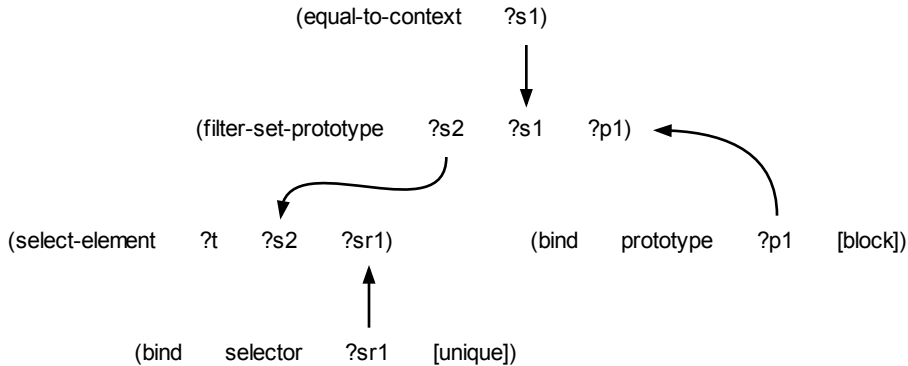 (equal-to-context ?s1)
(filter-set-prototype ?s2 ?s1 ?p1)
(select-element ?t ?s2 ?sr1) (bind prototype ?p1 [block])
(bind selector ?sr1 [unique])